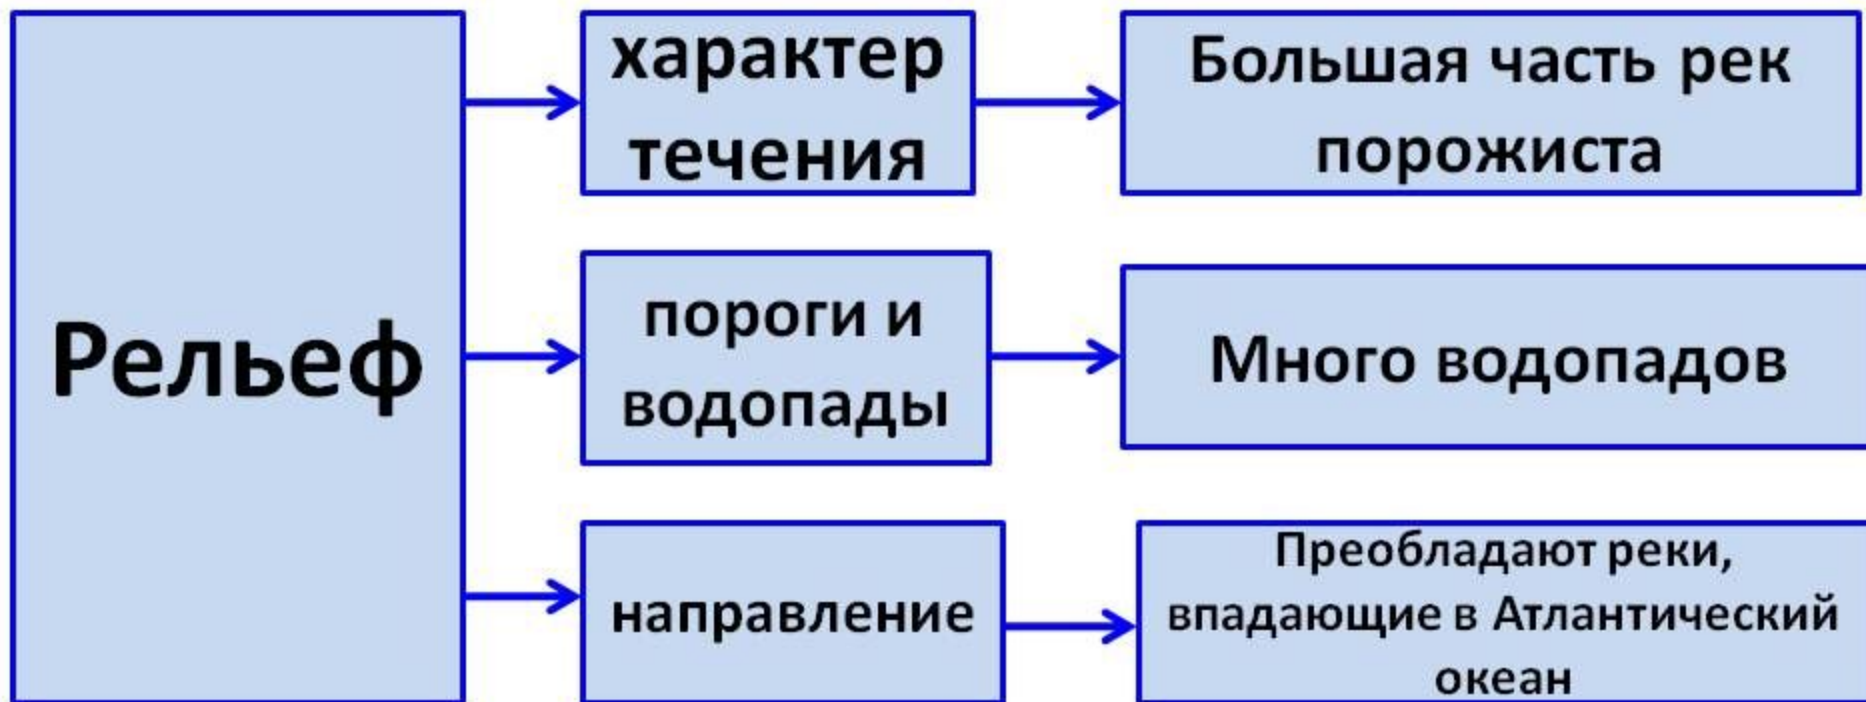 Рельеф
характер
течения
Большая часть рек
порожиста
пороги и
водопады
Много водопадов
направление
Преобладают реки,
впадающие в Атлантический
океан